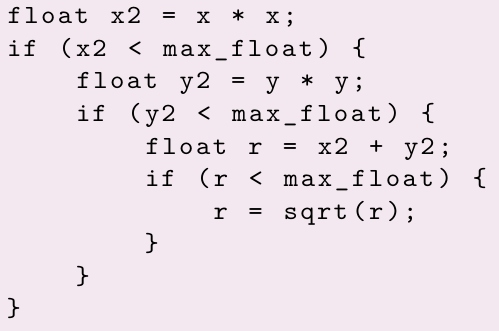 float x2 = x * x;
if (x2 < max_float) {
    float y2 = y * y;
    if (y2 < max_float) {
        float r = x2 + y2;
        if (r < max_float) {
            r = sqrt(r);
        }
    }
}